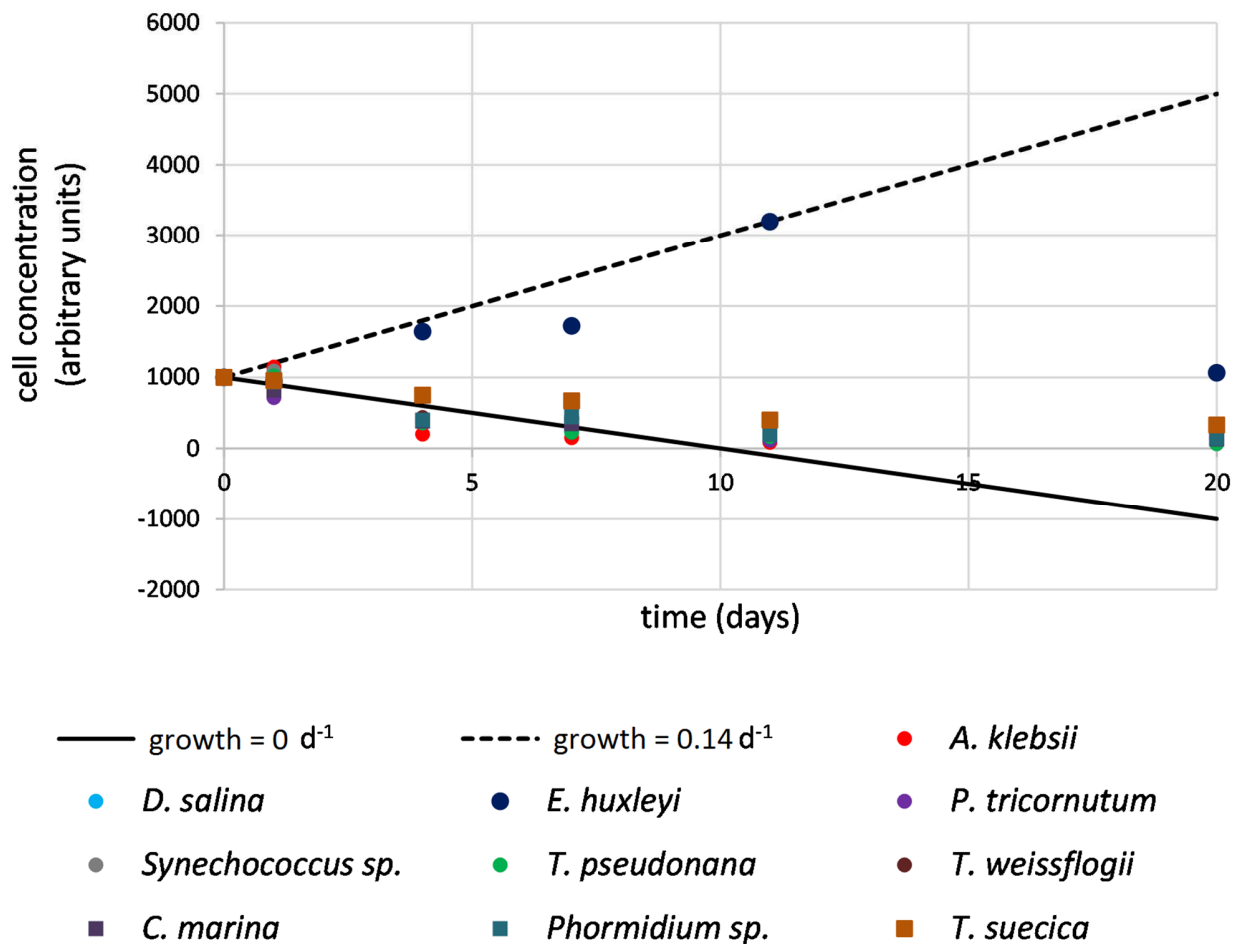 6000
5000
4000
3000
2000
1000
0
-1000
-2000
cell concentration
(arbitrary units)
0 5 10 15 20
time (days)
growth = 0 d-1 growth = 0.14 d-1 A. klebsii
D. salina E. huxleyi P. tricornutum
Synechococcus sp. T. pseudonana T. weissflogii
C. marina Phormidium sp. T. suecica